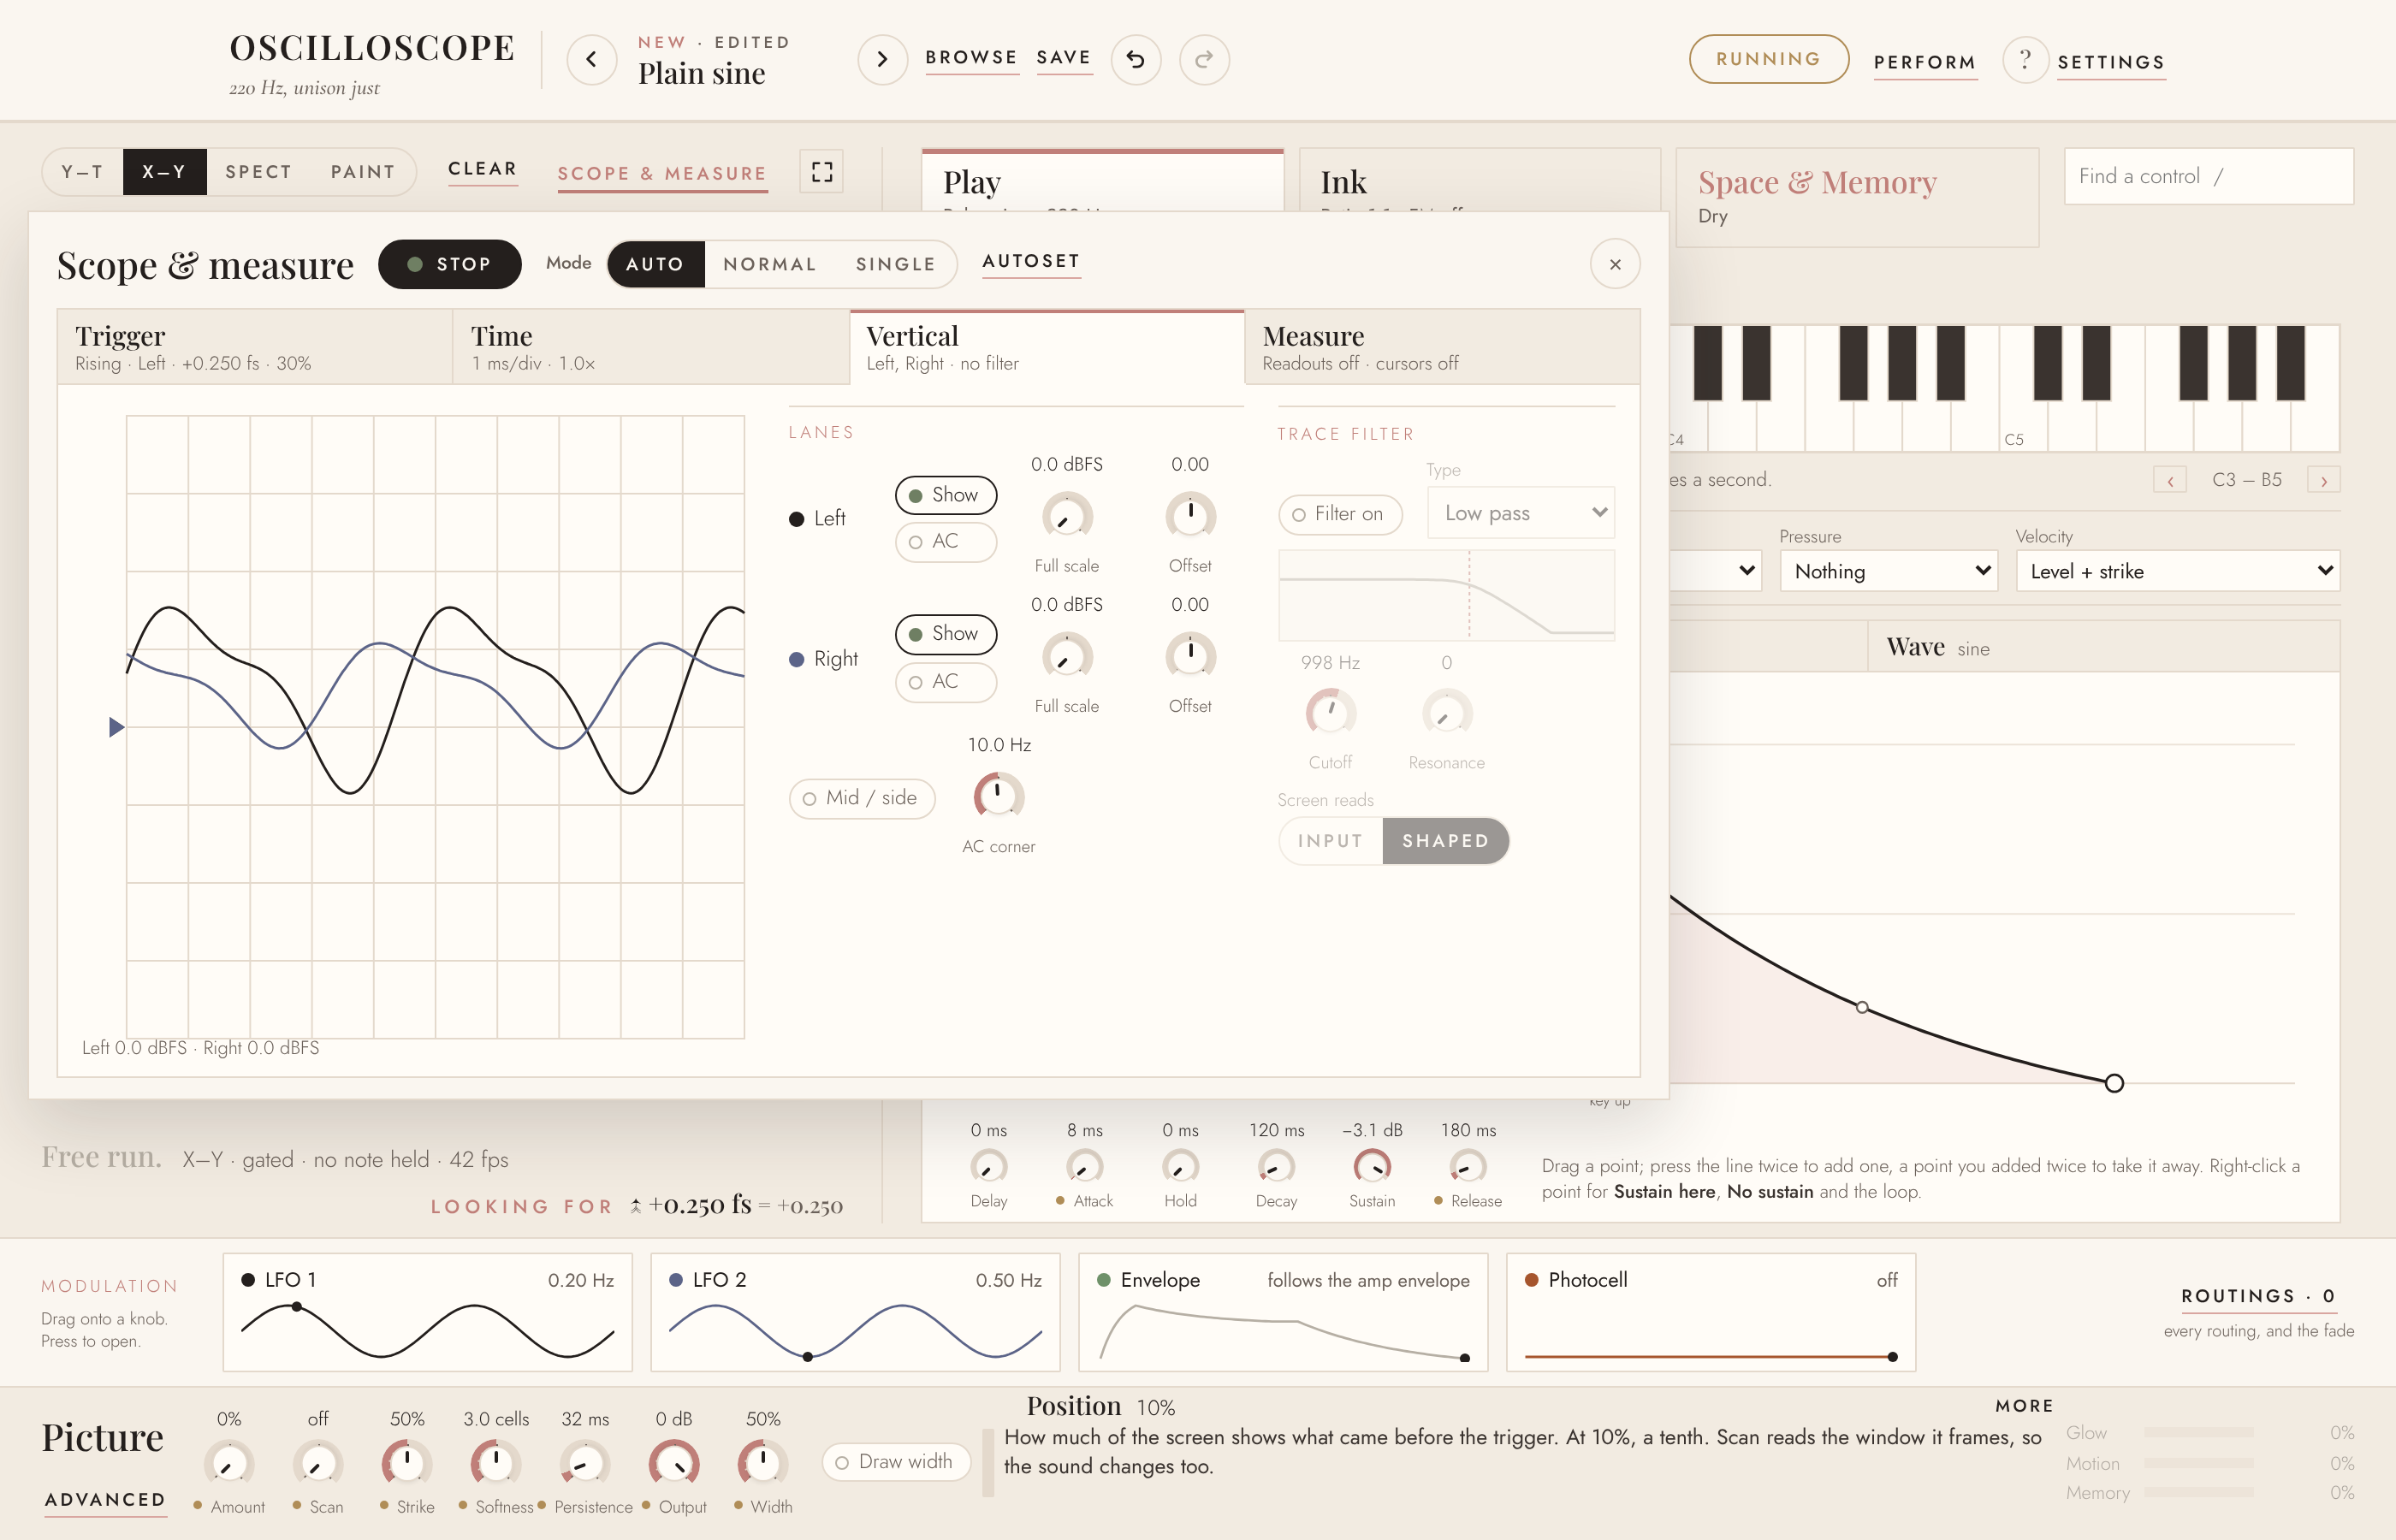 OSCILLOSCOPE
220 Hz, unison just
NEW · EDITED
Plain sine
BROWSE
SAVE
RUNNING
PERFORM
?
SETTINGS
Y–T
X–Y
SPECT
PAINT
CLEAR
SCOPE & MEASURE
Play
Ink
Space & Memory
Dry
Find a control /
Scope & measure
STOP
Mode
AUTO
NORMAL
SINGLE
AUTOSET
×
Trigger
Rising · Left · +0.250 fs · 30%
Time
1 ms/div · 1.0×
Vertical
Left, Right · no filter
Measure
Readouts off · cursors off
LANES
Left
Show
AC
0.0 dBFS
Full scale
0.00
Offset
Right
Show
AC
0.0 dBFS
Full scale
0.00
Offset
Mid / side
10.0 Hz
AC corner
TRACE FILTER
Filter on
Type
Low pass
998 Hz
Cutoff
0
Resonance
Screen reads
INPUT
SHAPED
Left 0.0 dBFS · Right 0.0 dBFS
C4
C5
es a second.
C3 – B5
Pressure
Nothing
Velocity
Level + strike
Wave sine
key up
Free run. X–Y · gated · no note held · 42 fps
LOOKING FOR +0.250 fs = +0.250
0 ms
Delay
8 ms
Attack
0 ms
Hold
120 ms
Decay
−3.1 dB
Sustain
180 ms
Release
Drag a point; press the line twice to add one, a point you added twice to take it away. Right-click a
point for Sustain here, No sustain and the loop.
MODULATION
Drag onto a knob.
Press to open.
LFO 1
0.20 Hz
LFO 2
0.50 Hz
Envelope
follows the amp envelope
Photocell
off
ROUTINGS · 0
every routing, and the fade
Picture
ADVANCED
0%
Amount
off
Scan
50%
Strike
3.0 cells
Softness
32 ms
Persistence
0 dB
Output
50%
Width
Draw width
Position 10%
How much of the screen shows what came before the trigger. At 10%, a tenth. Scan reads the window it frames, so
the sound changes too.
MORE
Glow 0%
Motion 0%
Memory 0%